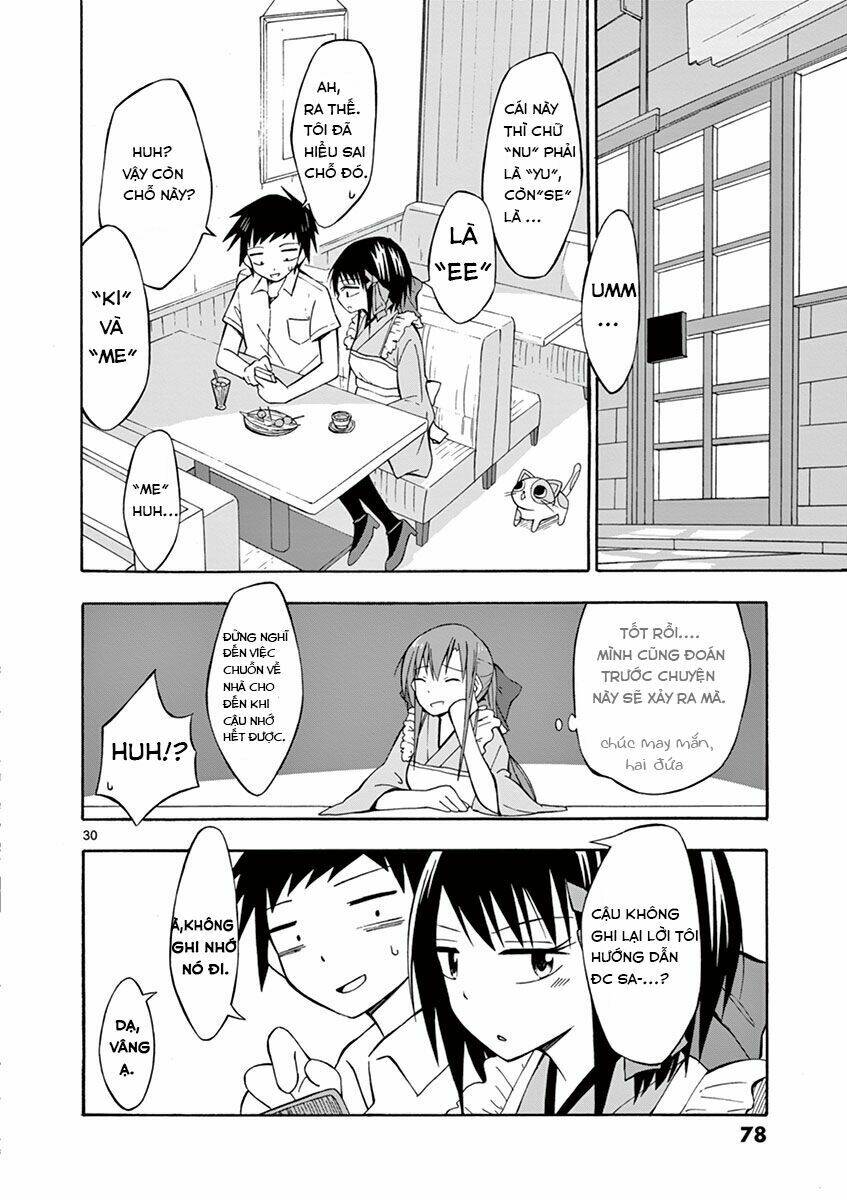 UMM
...
CÁI NÀY
THÌ CHỮ
"NU" PHẢI
LÀ "YU",
CÒN"SE"
LÀ ...
LÀ
"EE"
AH,
RA THẾ.
TÔI ĐÃ
HIỂU SAI
CHỖ ĐÓ.
HUH?
VẬY CÒN
CHỖ NÀY?
"KI"
VÀ
"ME"
"ME"
HUH...
TỐT RỒI....
MÌNH CŨNG ĐOÁN
TRƯỚC CHUYỆN
NÀY SẼ XẢY RA MÀ.
chúc may mắn,
hai đứa
ĐỪNG NGHĨ
ĐẾN VIỆC
CHUỒN VỀ
NHÀ CHO
ĐẾN KHI
CẬU NHỚ
HẾT ĐƯỢC.
HUH!?
30
CẬU KHÔNG
GHI LẠI LỜI TÔI
HƯỚNG DẪN
ĐC SA-...?
À,KHÔNG
GHI NHỚ
NÓ ĐI.
DẠ,
VÂNG
Ạ.
78